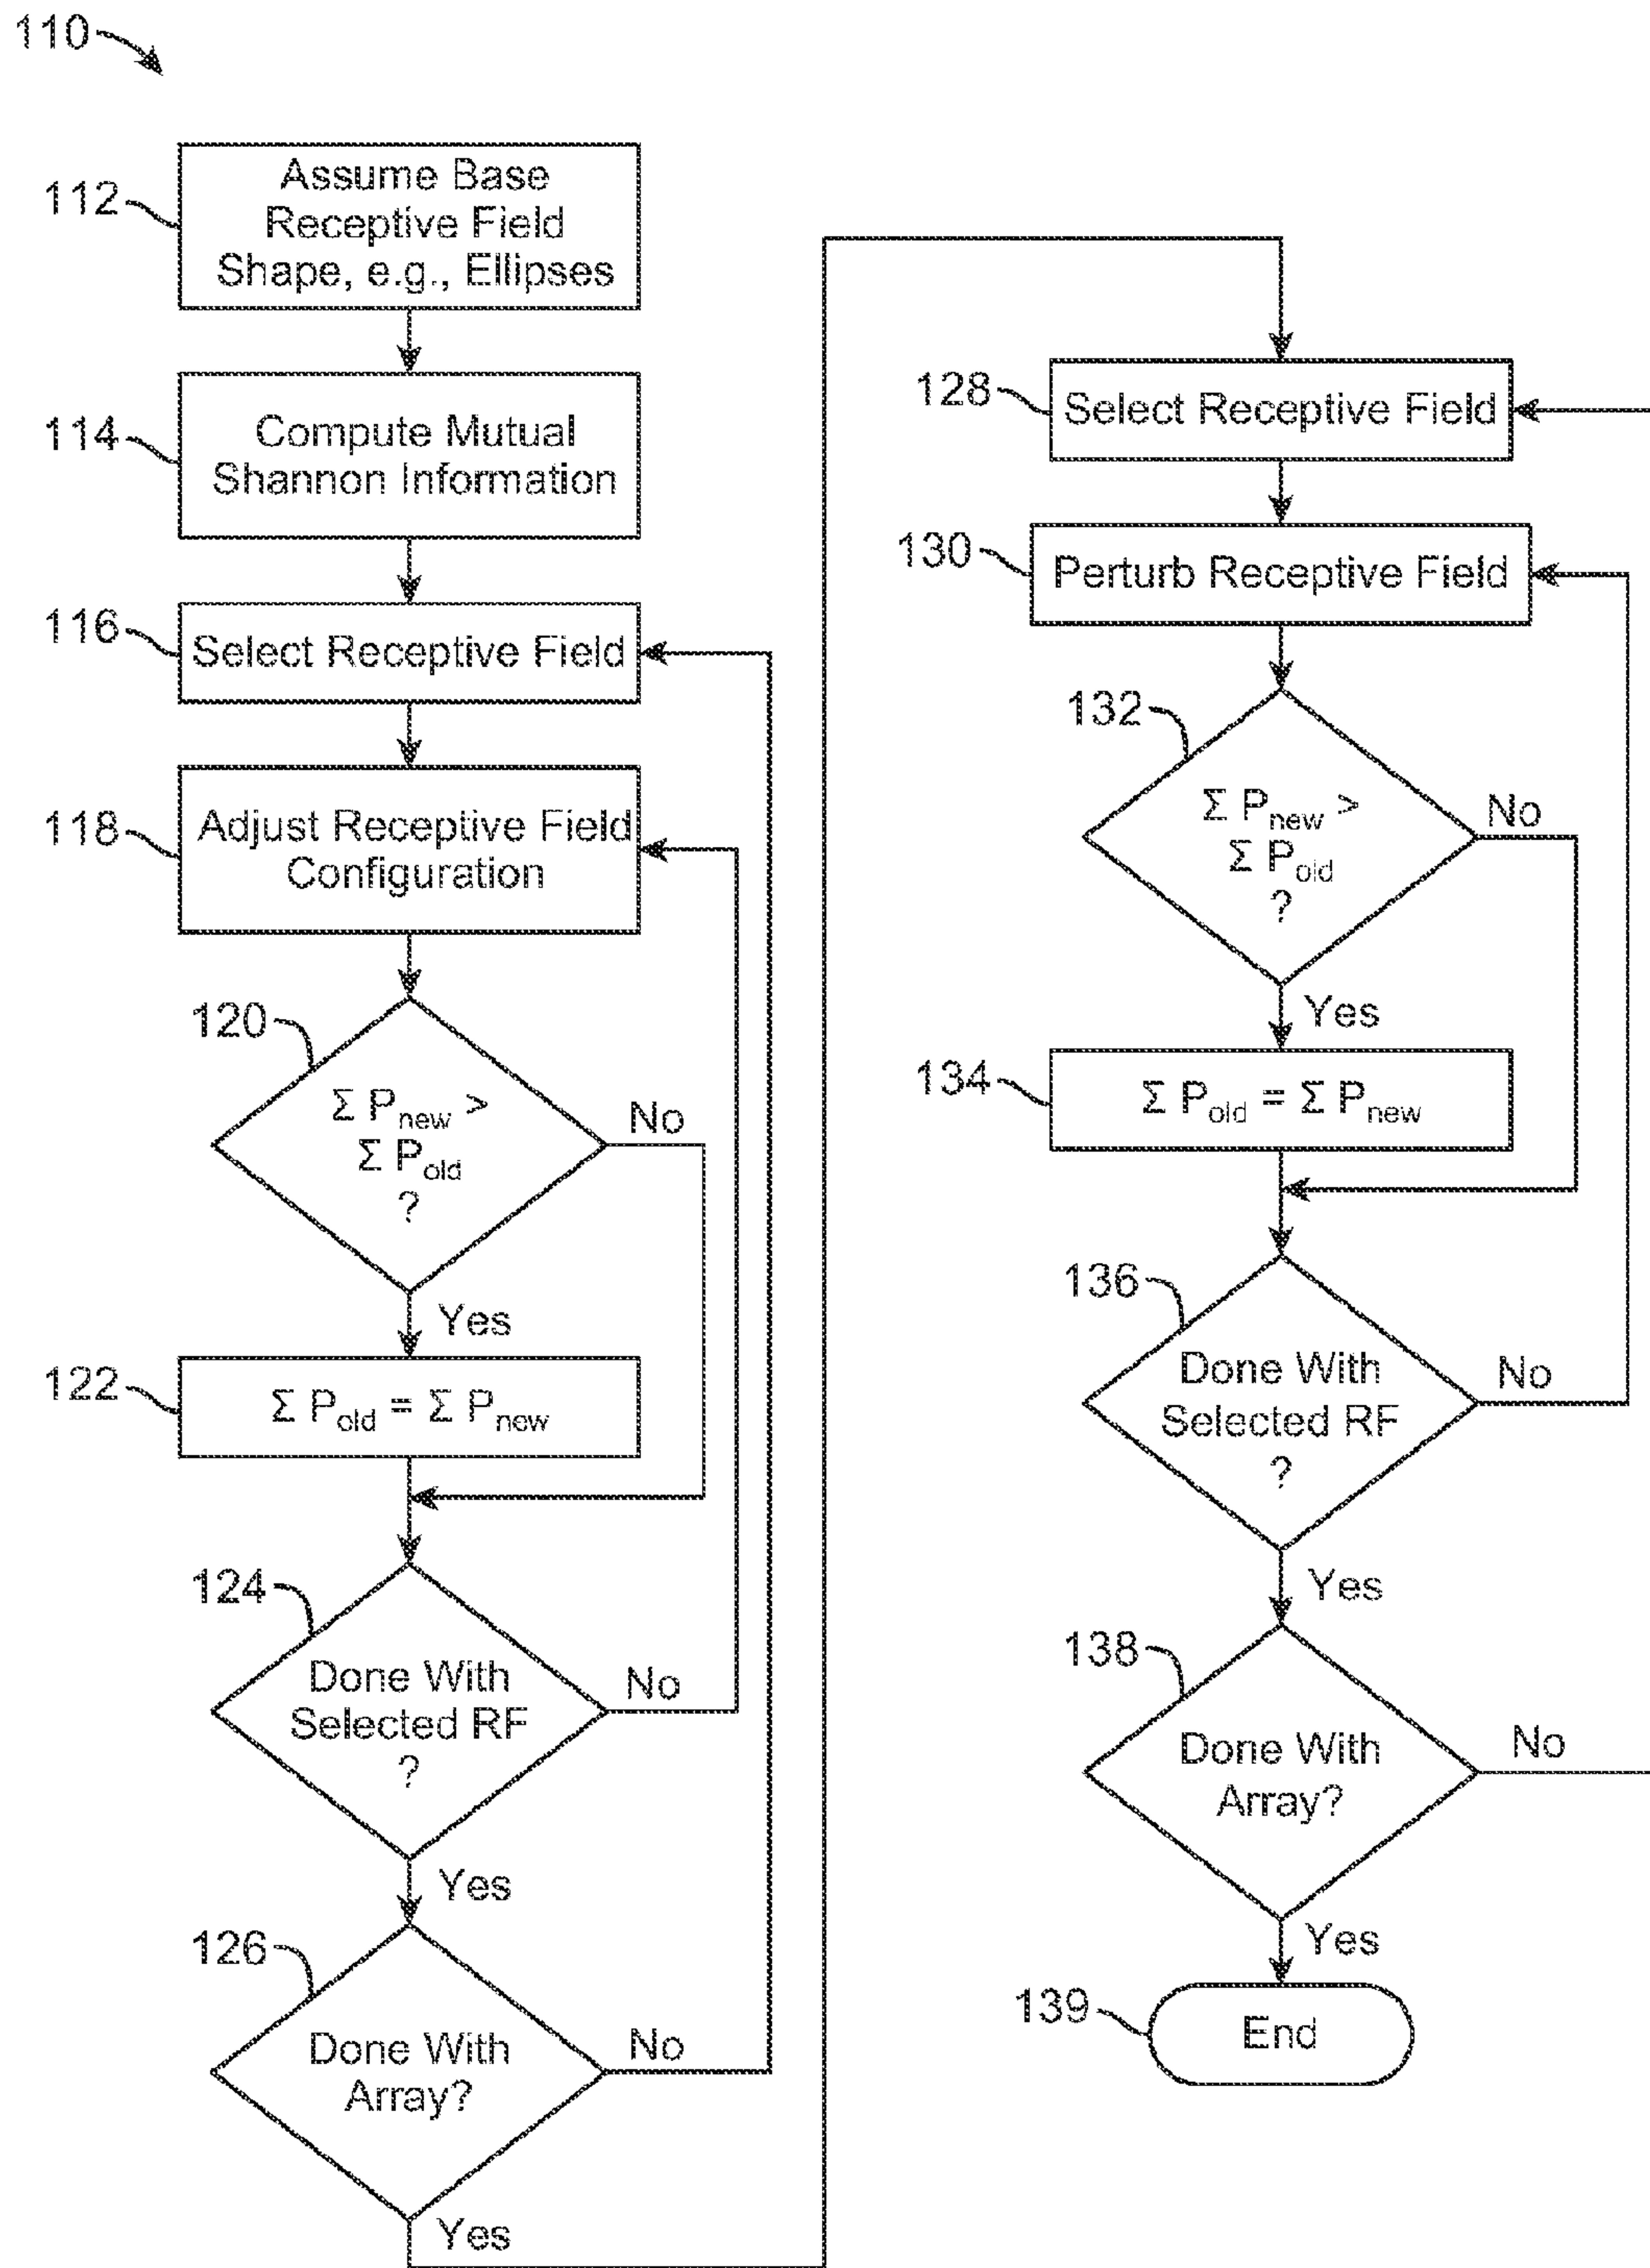 110
112
Assume Base
Receptive Field
Shape, e.g., Ellipses
114
Compute Mutual
Shannon Information
116
Select Receptive Field
118
Adjust Receptive Field
Configuration
120
Σ Pnew >
Σ Pold
?
No
Yes
122
Σ Pold = Σ Pnew
124
Done With
Selected RF
?
No
Yes
126
Done With
Array?
No
Yes
128
Select Receptive Field
130
Perturb Receptive Field
132
Σ Pnew >
Σ Pold
?
No
Yes
134
Σ Pold = Σ Pnew
136
Done With
Selected RF
?
No
Yes
138
Done With
Array?
No
Yes
139
End